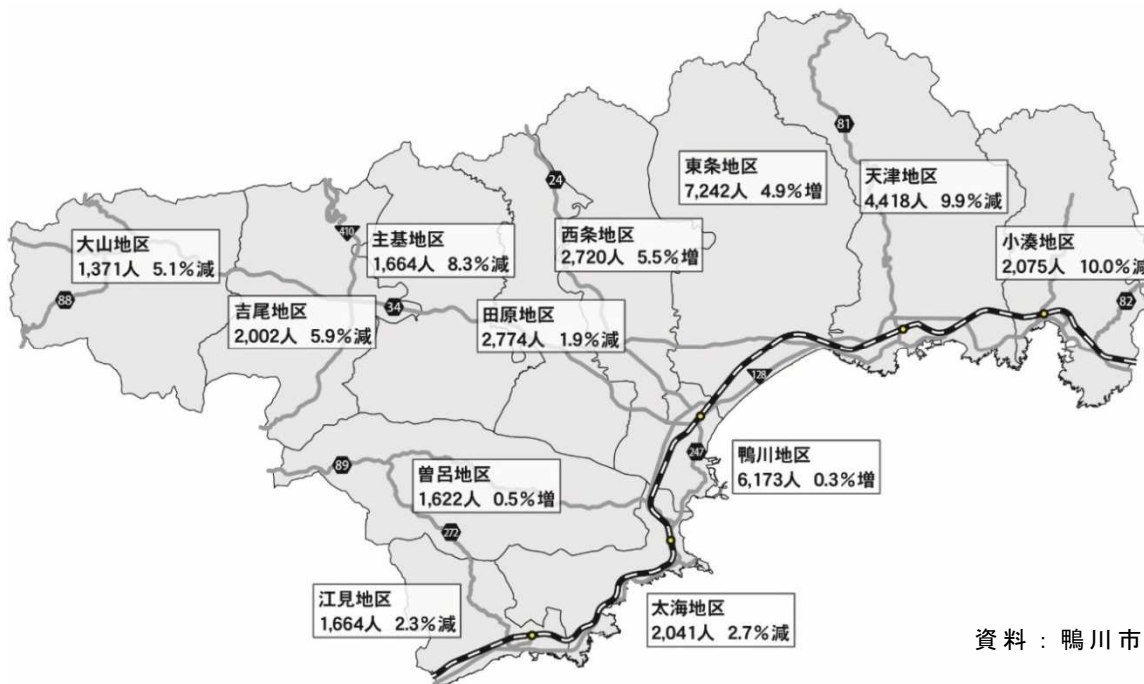 81
東条地区
7,242人 4.9%増
天津地区
4,418人 9.9%減
24
大山地区
1,371人 5.1%減
410
主基地区
1,664人 8.3%減
西条地区
2,720人 5.5%増
小湊地区
2,075人 10.0%減
88
吉尾地区
2,002人 5.9%減
34
田原地区
2,774人 1.9%減
82
128
鴨川地区
6,173人 0.3%増
247
89
曽呂地区
1,622人 0.5%増
272
江見地区
1,664人 2.3%減
太海地区
2,041人 2.7%減
資料：鴨川市